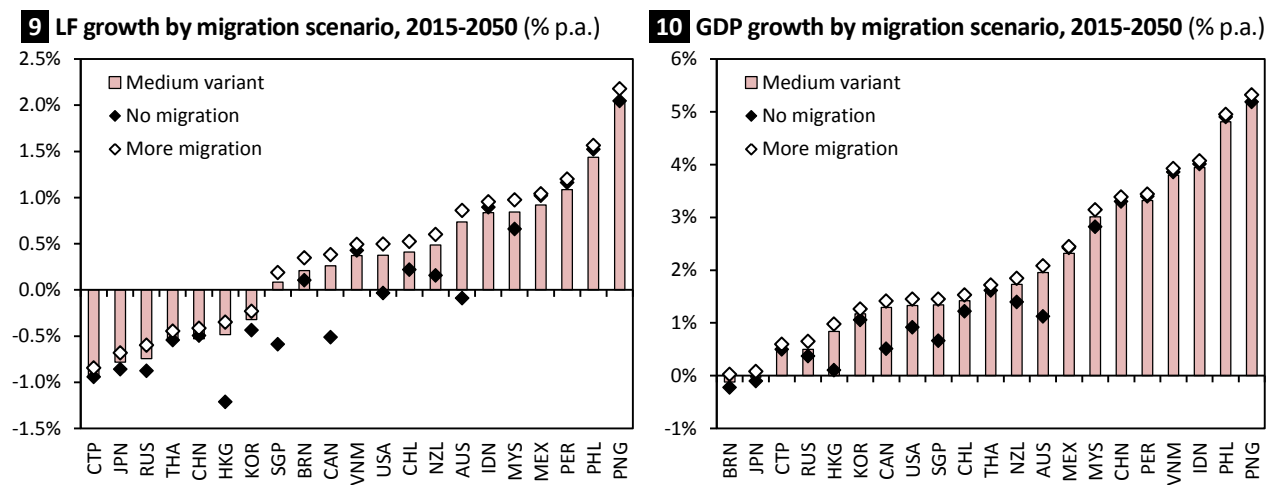 9 LF growth by migration scenario, 2015-2050 (% p.a.)
2.5%
2.0%
1.5%
1.0%
0.5%
0.0%
-0.5%
-1.0%
-1.5%
Medium variant
No migration
More migration
CTP JPN RUS THA CHN HKG KOR SGP BRN CAN VNM USA CHL NZL AUS IDN MYS MEX PER PHL PNG
10 GDP growth by migration scenario, 2015-2050 (% p.a.)
6%
5%
4%
3%
2%
1%
0%
-1%
Medium variant
No migration
More migration
BRN JPN CTP RUS HKG KOR CAN USA SGP CHL THA NZL AUS MEX MYS CHN PER VNM IDN PHL PNG